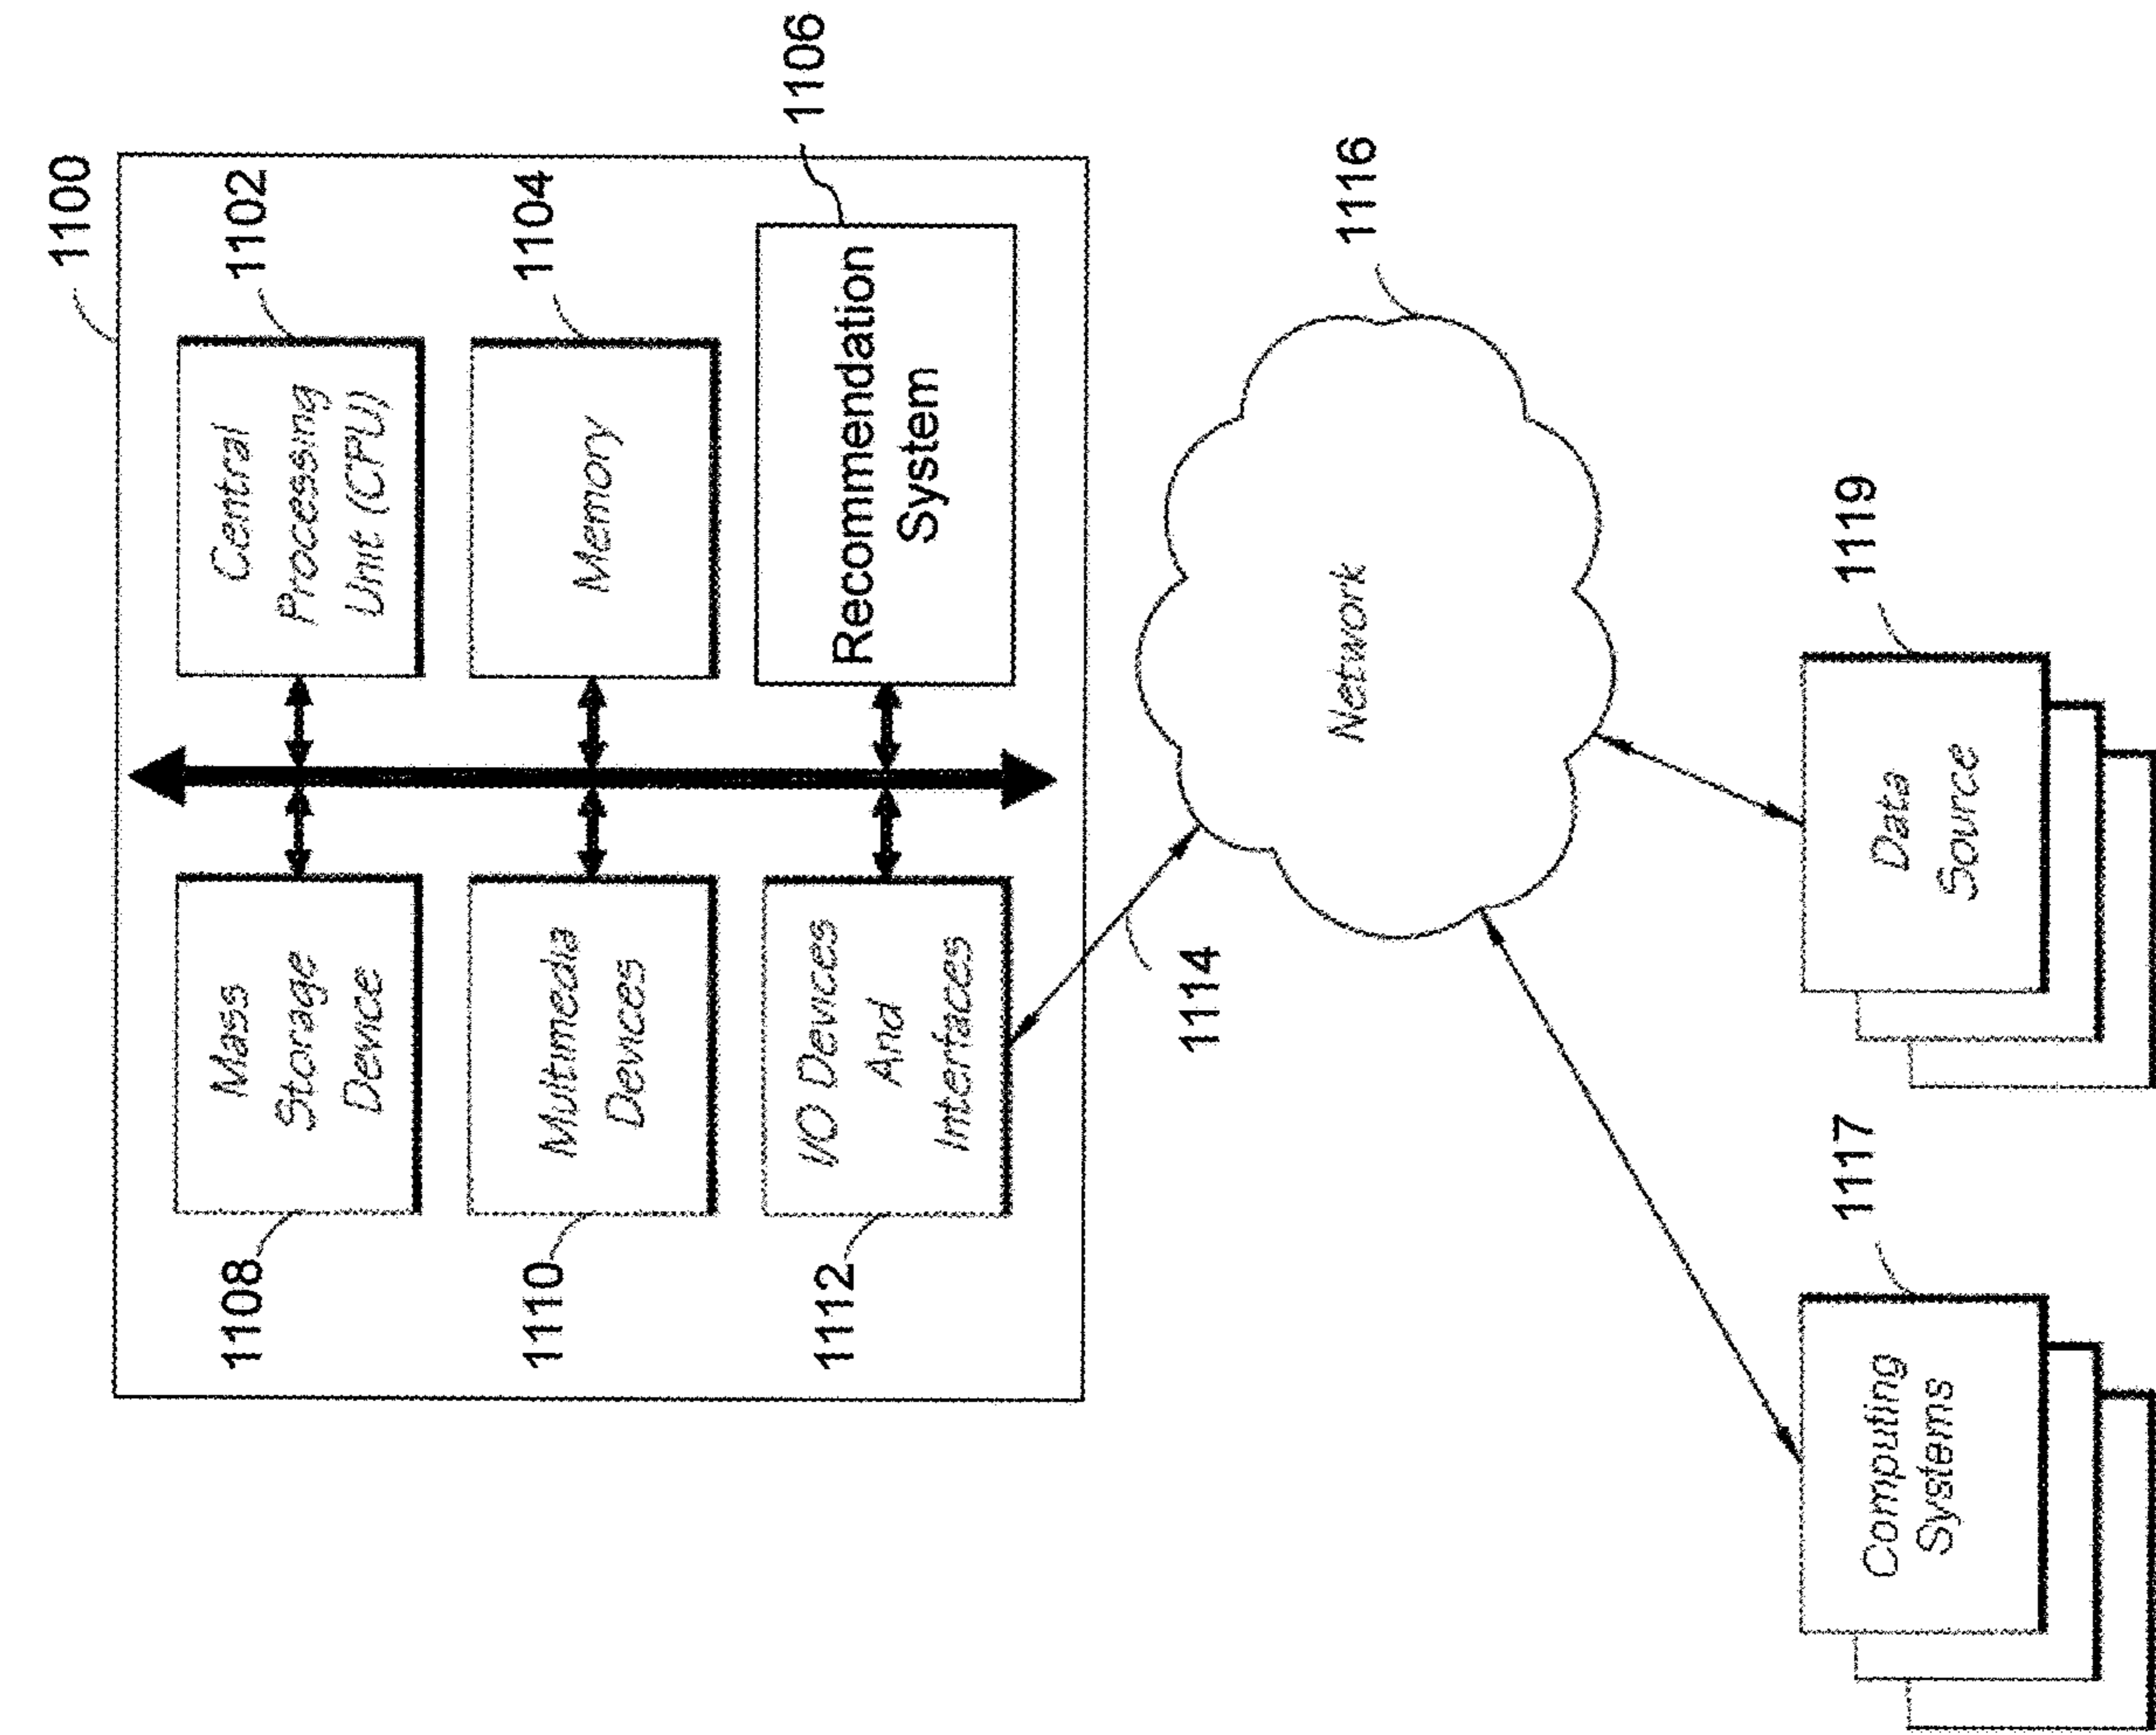 1100
1108
Mass
Storage
Device
Central
Processing
Unit (CPU)
1102
1110
Multimedia
Devices
Memory
1104
1112
I/O Devices
And
Interfaces
Recommendation
System
1106
1114
Network
1116
Computing
Systems
1117
Data
Source
1119